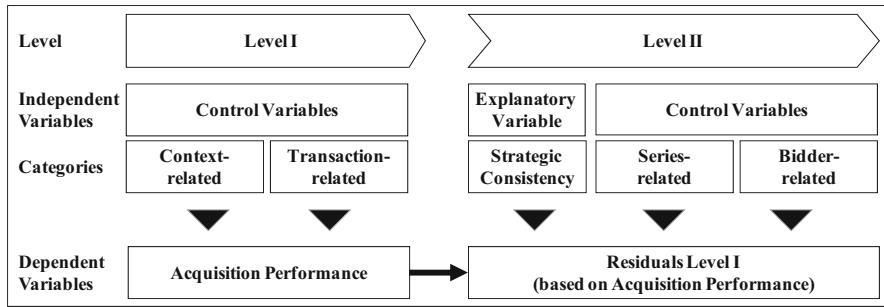 Level
Level I
Level II
Independent
Variables
Control Variables
Explanatory
Variable
Control Variables
Categories
Context-
related
Transaction-
related
Strategic
Consistency
Series-
related
Bidder-
related
Dependent
Variables
Acquisition Performance
Residuals Level I
(based on Acquisition Performance)